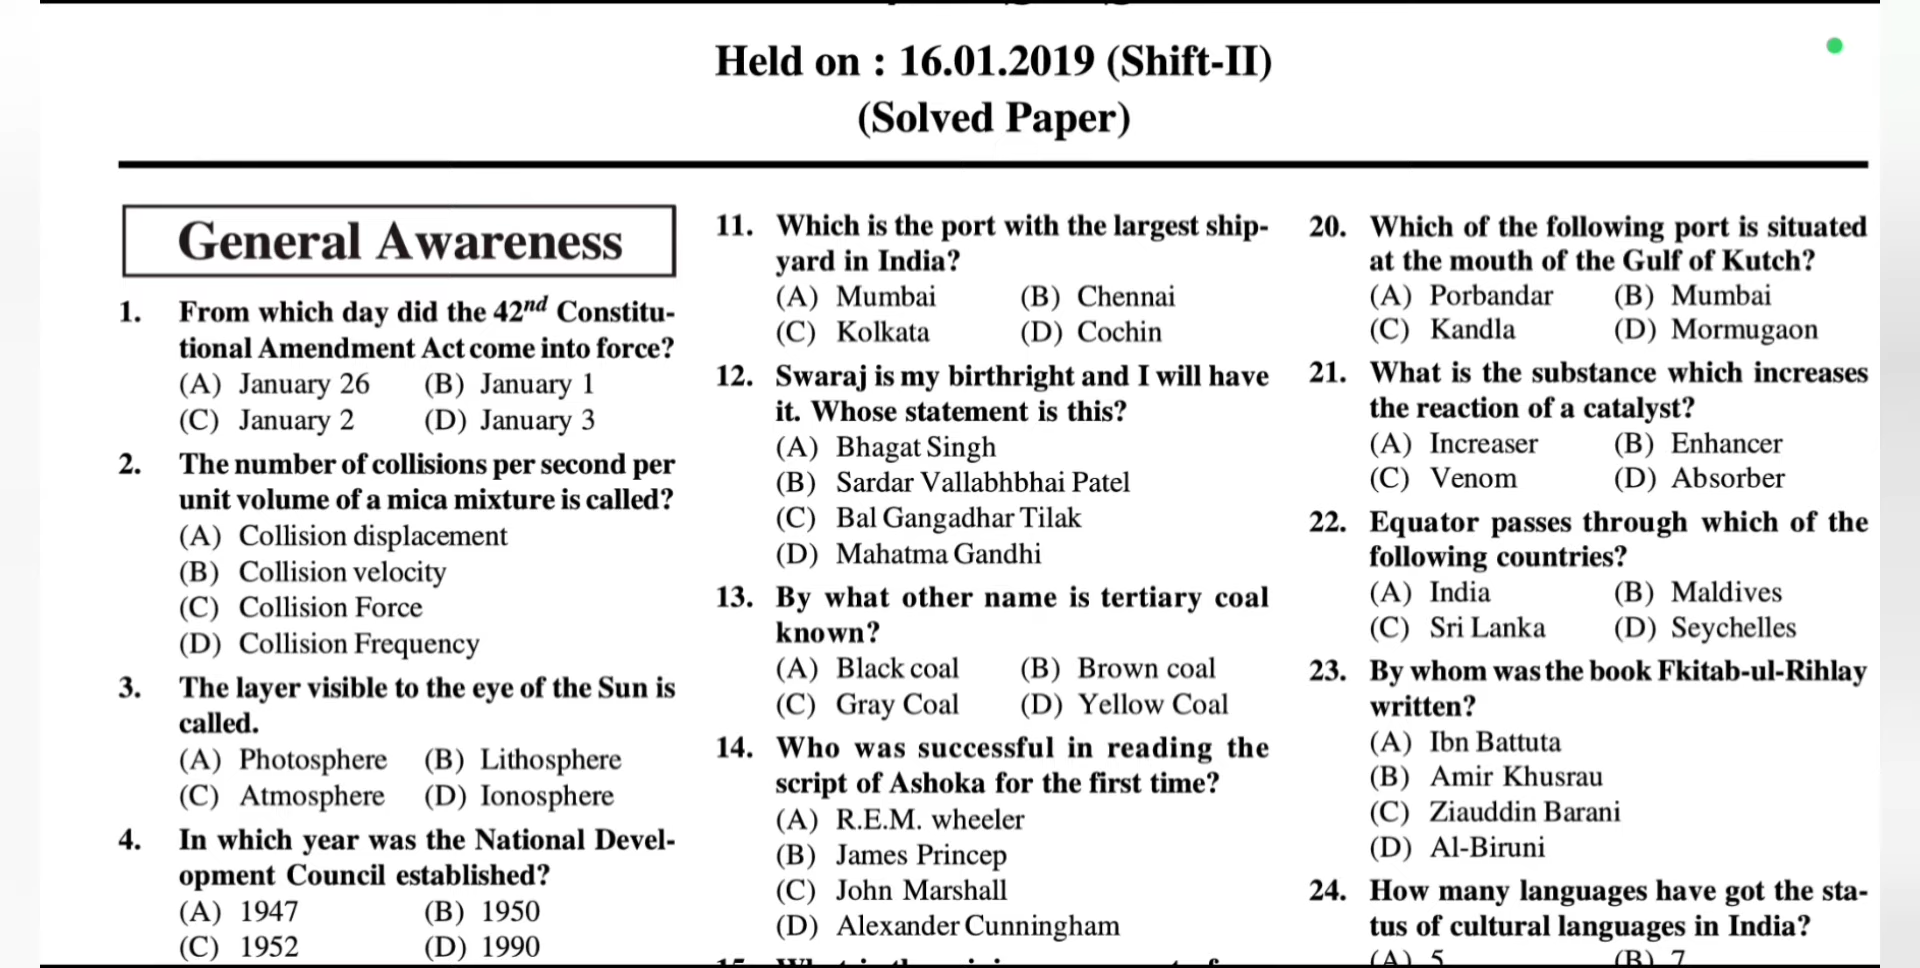 Held on : 16.01.2019 (Shift-II)
(Solved Paper)
General Awareness
1. From which day did the 42nd Constitu-
tional Amendment Act come into force?
(A) January 26 (B) January 1
(C) January 2 (D) January 3
2. The number of collisions per second per
unit volume of a mica mixture is called?
(A) Collision displacement
(B) Collision velocity
(C) Collision Force
(D) Collision Frequency
3. The layer visible to the eye of the Sun is
called.
(A) Photosphere (B) Lithosphere
(C) Atmosphere (D) Ionosphere
4. In which year was the National Devel-
opment Council established?
(A) 1947 (B) 1950
(C) 1952 (D) 1990
11. Which is the port with the largest ship-
yard in India?
(A) Mumbai (B) Chennai
(C) Kolkata (D) Cochin
12. Swaraj is my birthright and I will have
it. Whose statement is this?
(A) Bhagat Singh
(B) Sardar Vallabhbhai Patel
(C) Bal Gangadhar Tilak
(D) Mahatma Gandhi
13. By what other name is tertiary coal
known?
(A) Black coal (B) Brown coal
(C) Gray Coal (D) Yellow Coal
14. Who was successful in reading the
script of Ashoka for the first time?
(A) R.E.M. wheeler
(B) James Princep
(C) John Marshall
(D) Alexander Cunningham
20. Which of the following port is situated
at the mouth of the Gulf of Kutch?
(A) Porbandar (B) Mumbai
(C) Kandla (D) Mormugaon
21. What is the substance which increases
the reaction of a catalyst?
(A) Increaser (B) Enhancer
(C) Venom (D) Absorber
22. Equator passes through which of the
following countries?
(A) India (B) Maldives
(C) Sri Lanka (D) Seychelles
23. By whom was the book Fkitab-ul-Rihlay
written?
(A) Ibn Battuta
(B) Amir Khusrau
(C) Ziauddin Barani
(D) Al-Biruni
24. How many languages have got the sta-
tus of cultural languages in India?
(A) 5 (B) 7